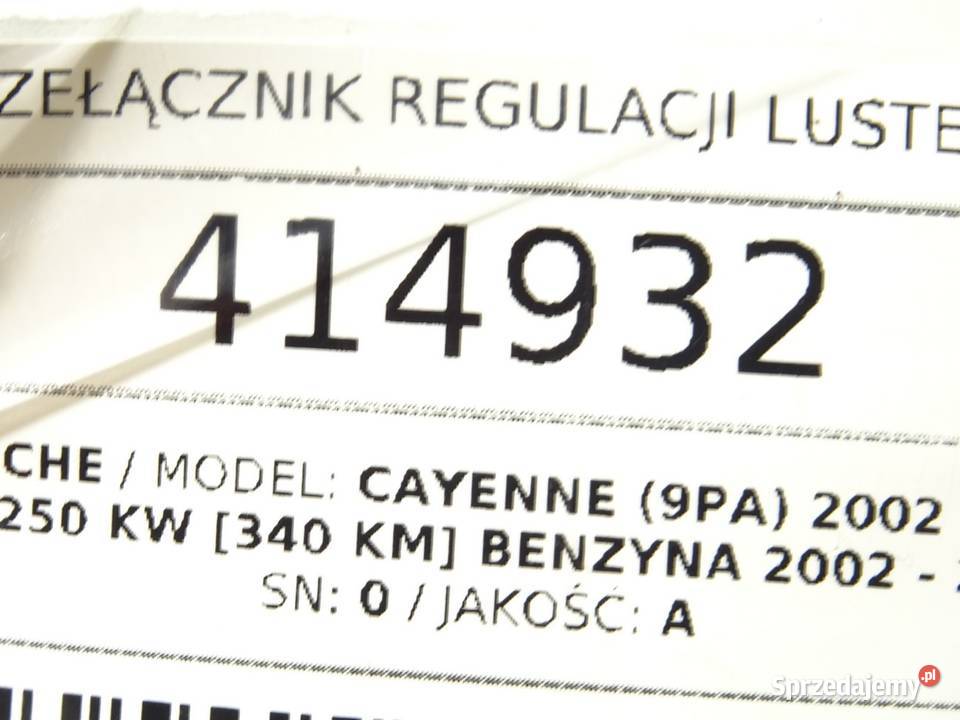 ZEŁĄCZNIK REGULACJI LUSTE
414932
CHE / MODEL: CAYENNE (9PA) 2002
250 KW [340 KM] BENZYNA 2002 -
SN: 0 / JAKOŚĆ: A
Sprzedajemy.pl